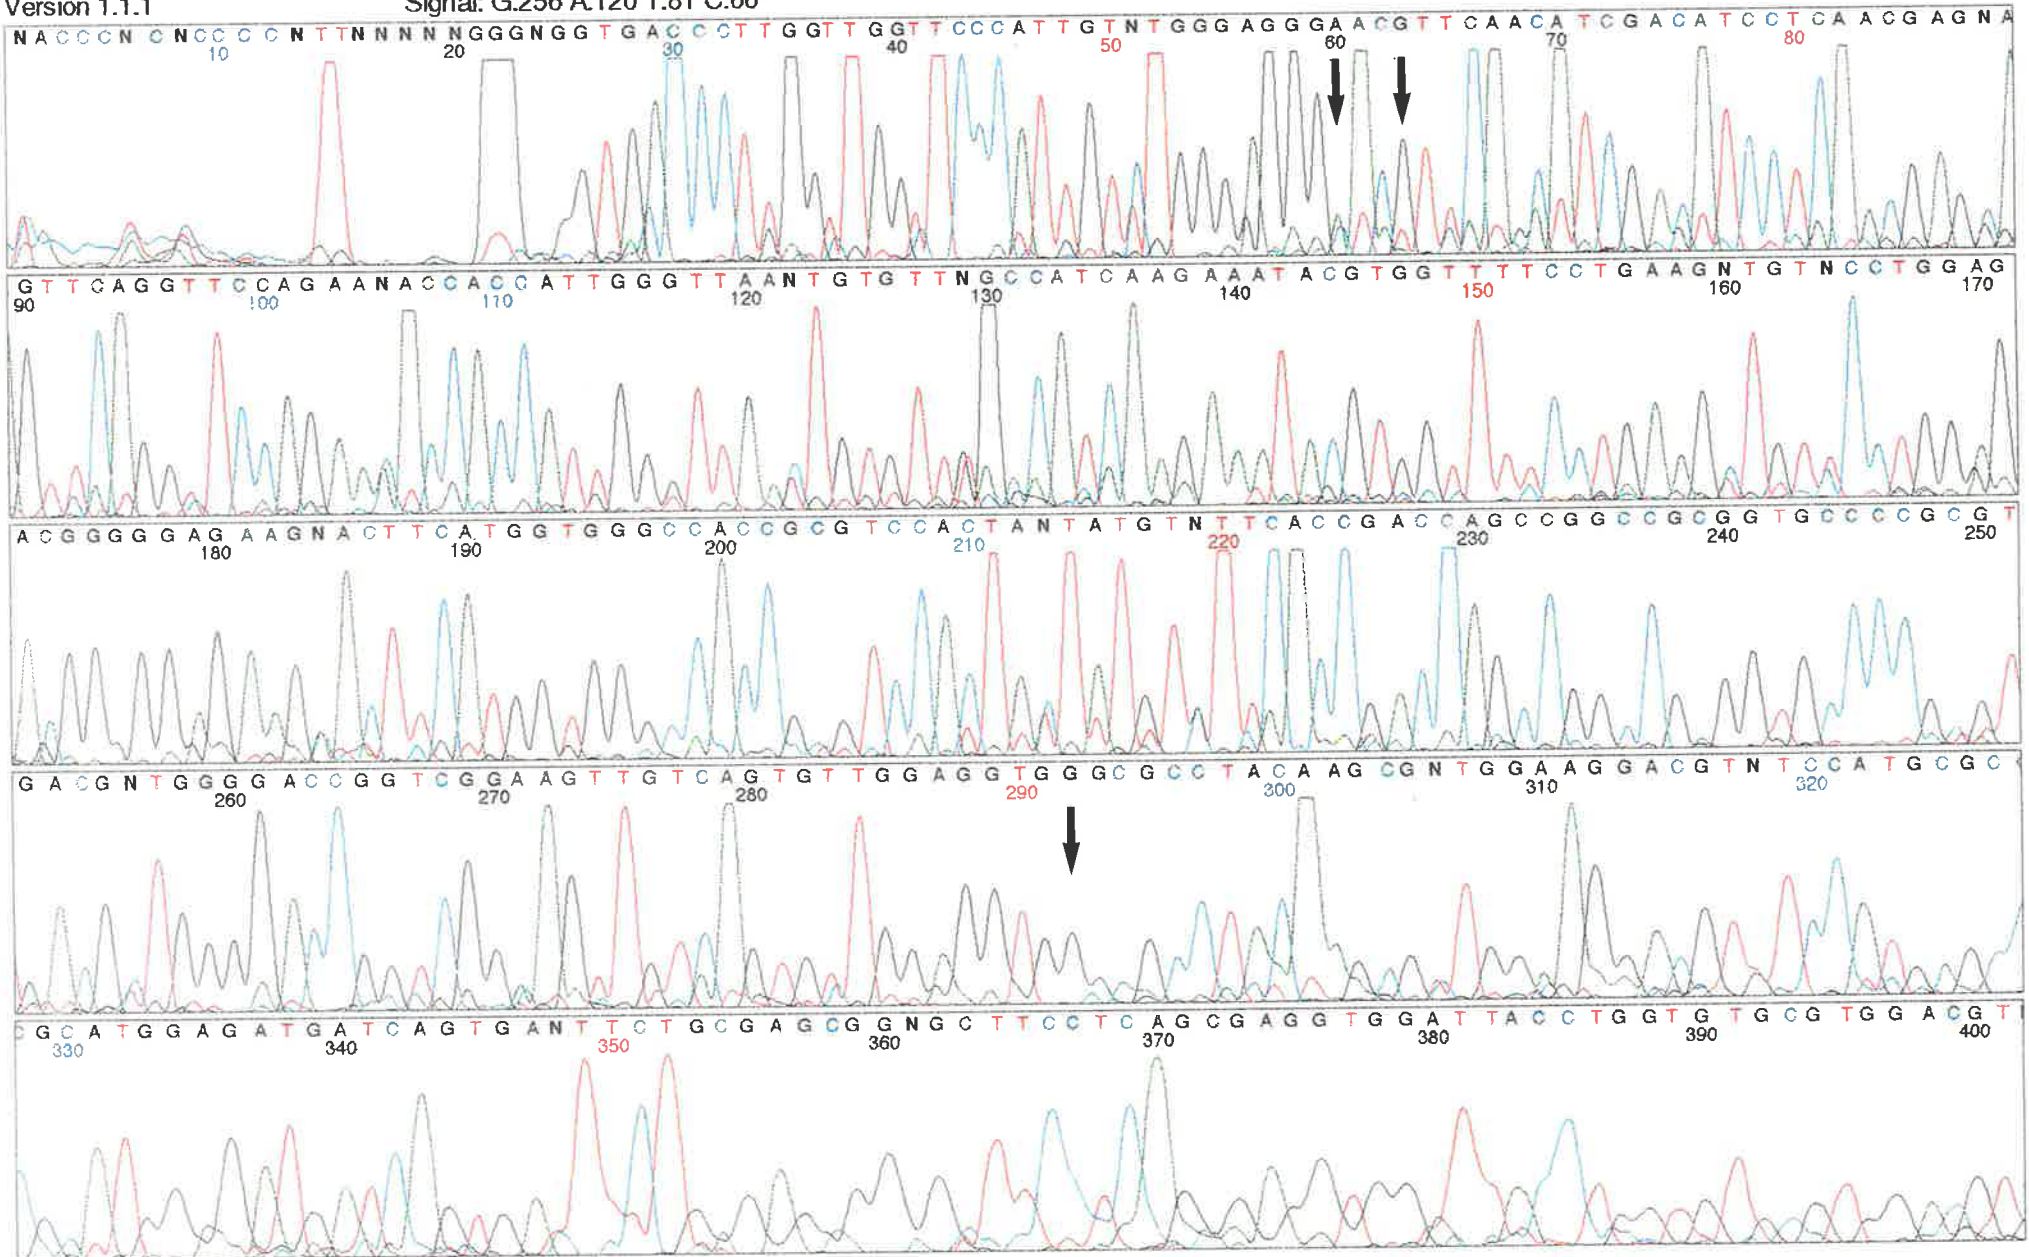 Version 1.1.1 Signal: G:256 A:120 T:81 C:66
NACCCNCNCCCCNTTNNNNNGGGNGGTGACCCTTGGTTGGTTCCCATTGTNTGGGAGGGAACGTTCAACATCGACATCCTCAACGAGNA
10 20 30 40 50 60 70 80
GTTCAGGTTCCAGAANACCACCATTGGGTTAANTGTGTTNGCCATCAAGAAATACGTGGTTTTCCTGAAGNTGTNCCTGGAG
90 100 110 120 130 140 150 160 170
ACGGGGGAGAAGNACTTCATGGTGGGCCACCGCGTCCACTANTATGTNTTCACCGACCAGCCGGCCGCGGTGCCCCGCGT
180 190 200 210 220 230 240 250
GACGNTGGGGACCGGTCGGAAGTTGTCAGTGTTGGAGGTGGGCGCCTACAAGCGNTGGAAGGACGTNTCCATGCGC
260 270 280 290 300 310 320
CGCATGGAGATGATCAGTGANTTCTGCGAGCGGNGCTTCCTCAGCGAGGTGGATTACCTGGTGTGCGTGGACGT
330 340 350 360 370 380 390 400